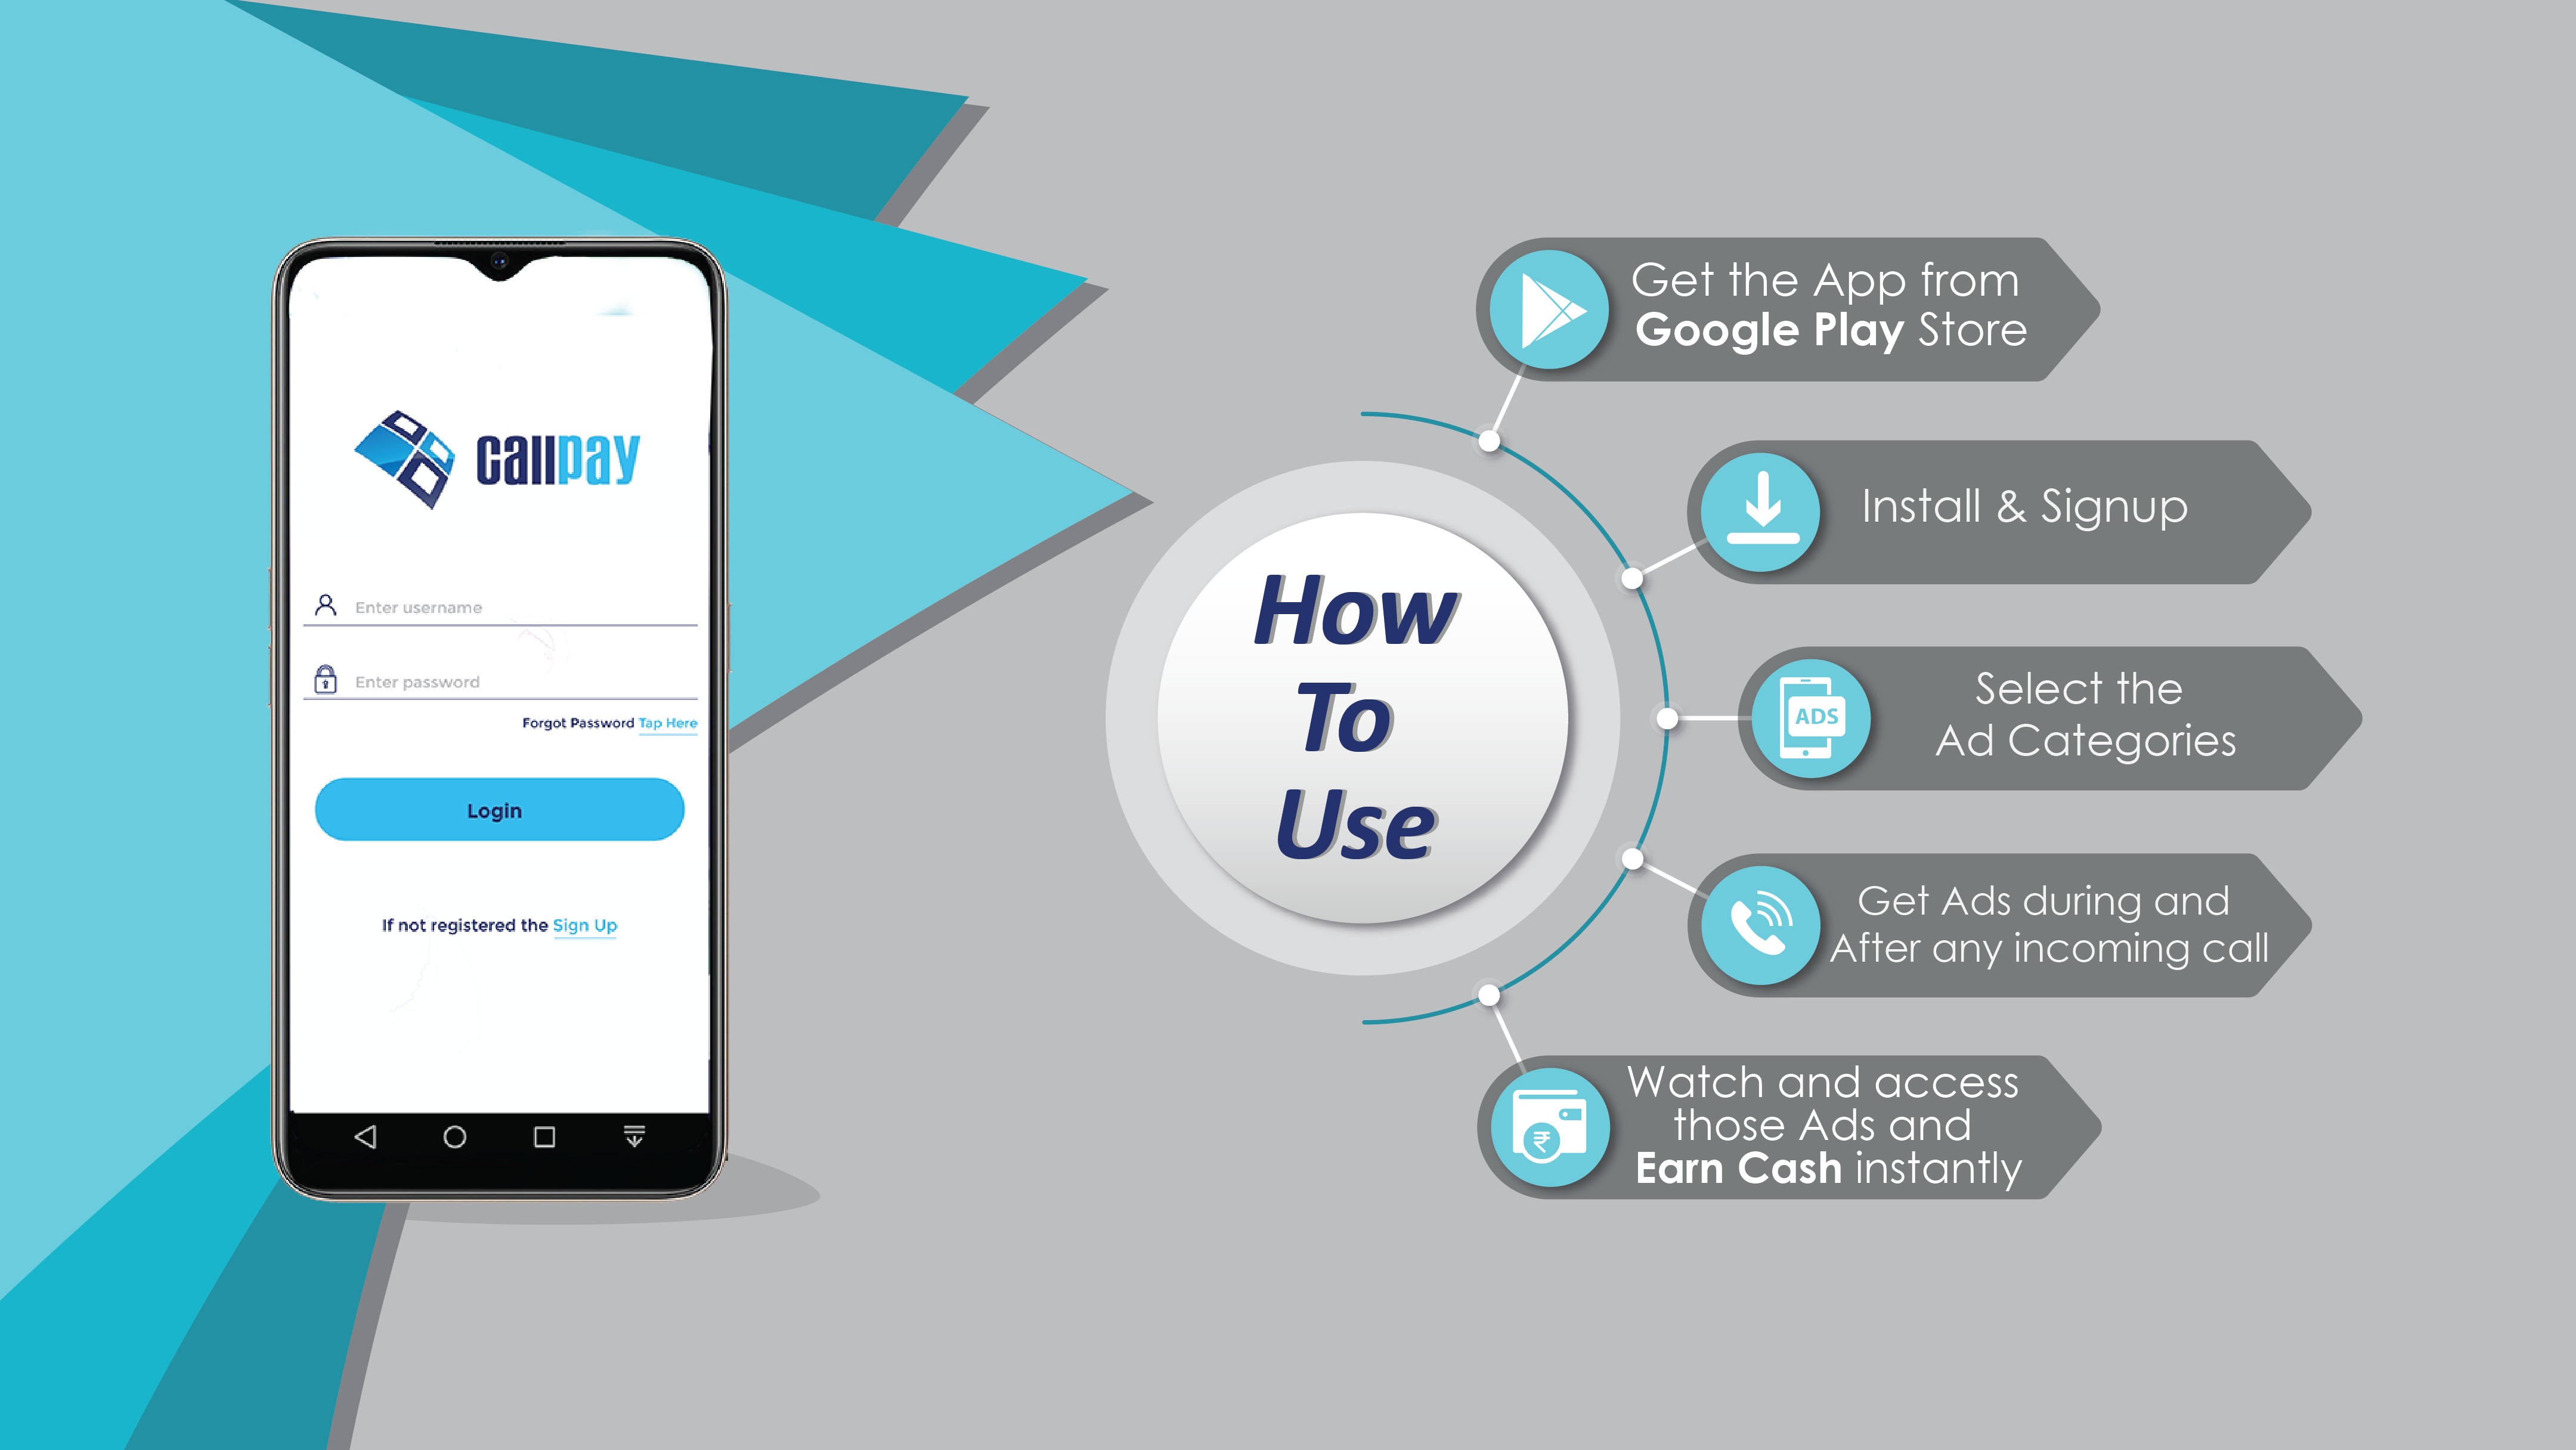 callpay
Enter username
Enter password
Forgot Password Tap Here
Login
If not registered the Sign Up
How
To
Use
Get the App from
Google Play Store
Install & Signup
ADS
Select the
Ad Categories
Get Ads during and
After any incoming call
₹
Watch and access
those Ads and
Earn Cash instantly